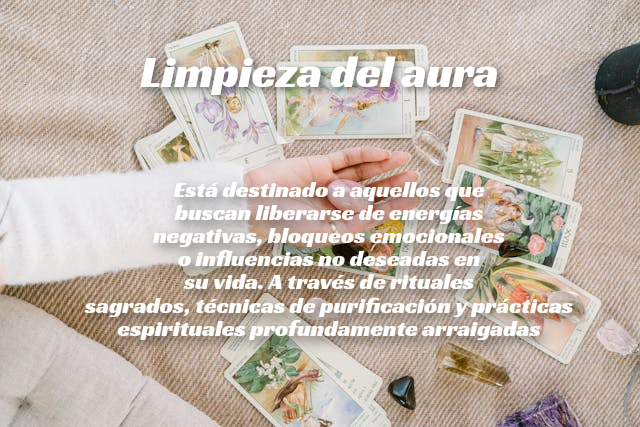 Limpieza del aura
Está destinado a aquellos que
buscan liberarse de energías
negativas, bloqueos emocionales
o influencias no deseadas en
su vida. A través de rituales
sagrados, técnicas de purificación y prácticas
espirituales profundamente arraigadas